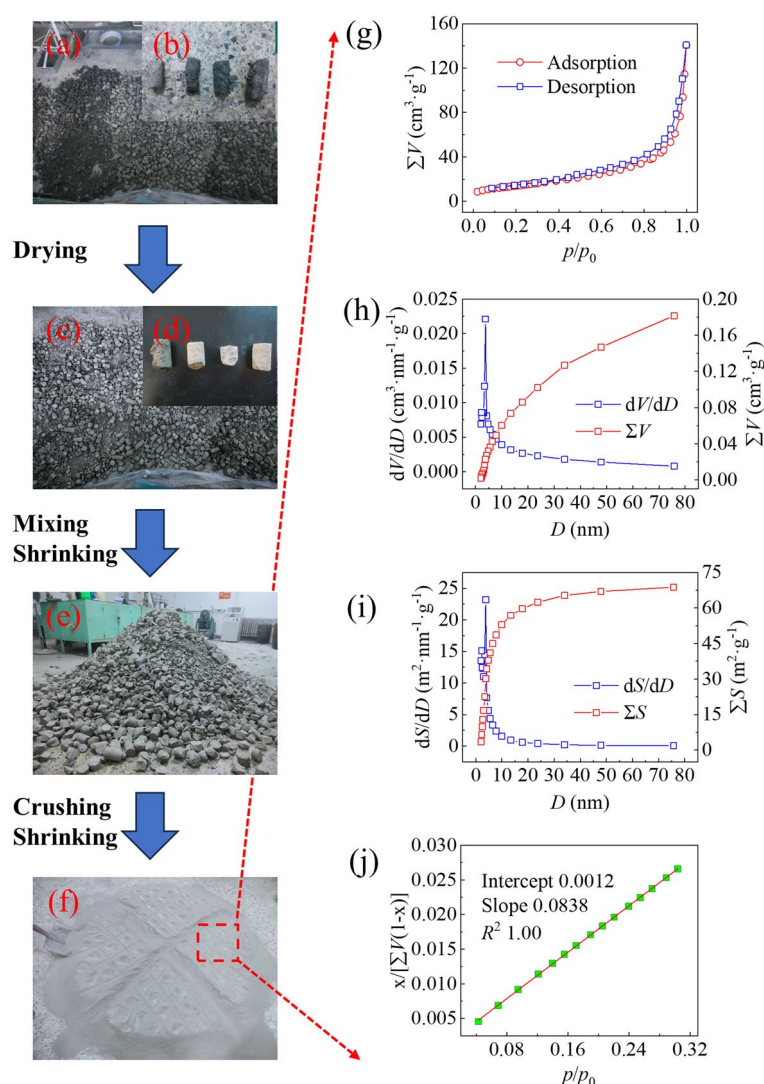 (a)
(b)
Drying
(c)
(d)
Mixing
Shrinking
(e)
Crushing
Shrinking
(f)
(g)
160
120
80
40
0
ΣV (cm³·g⁻¹)
Adsorption
Desorption
0.0 0.2 0.4 0.6 0.8 1.0
p/p₀
(h)
0.025
0.020
0.015
0.010
0.005
0.000
dV/dD (cm³·nm⁻¹·g⁻¹)
dV/dD
ΣV
0.20
0.16
0.12
0.08
0.04
0.00
ΣV (cm³·g⁻¹)
0 10 20 30 40 50 60 70 80
D (nm)
(i)
25
20
15
10
5
0
dS/dD (m²·nm⁻¹·g⁻¹)
dS/dD
ΣS
75
60
45
30
15
0
ΣS (m²·g⁻¹)
0 10 20 30 40 50 60 70 80
D (nm)
(j)
0.030
0.025
0.020
0.015
0.010
0.005
x/[ΣV(1-x)]
Intercept 0.0012
Slope 0.0838
R² 1.00
0.08 0.16 0.24 0.32
p/p₀